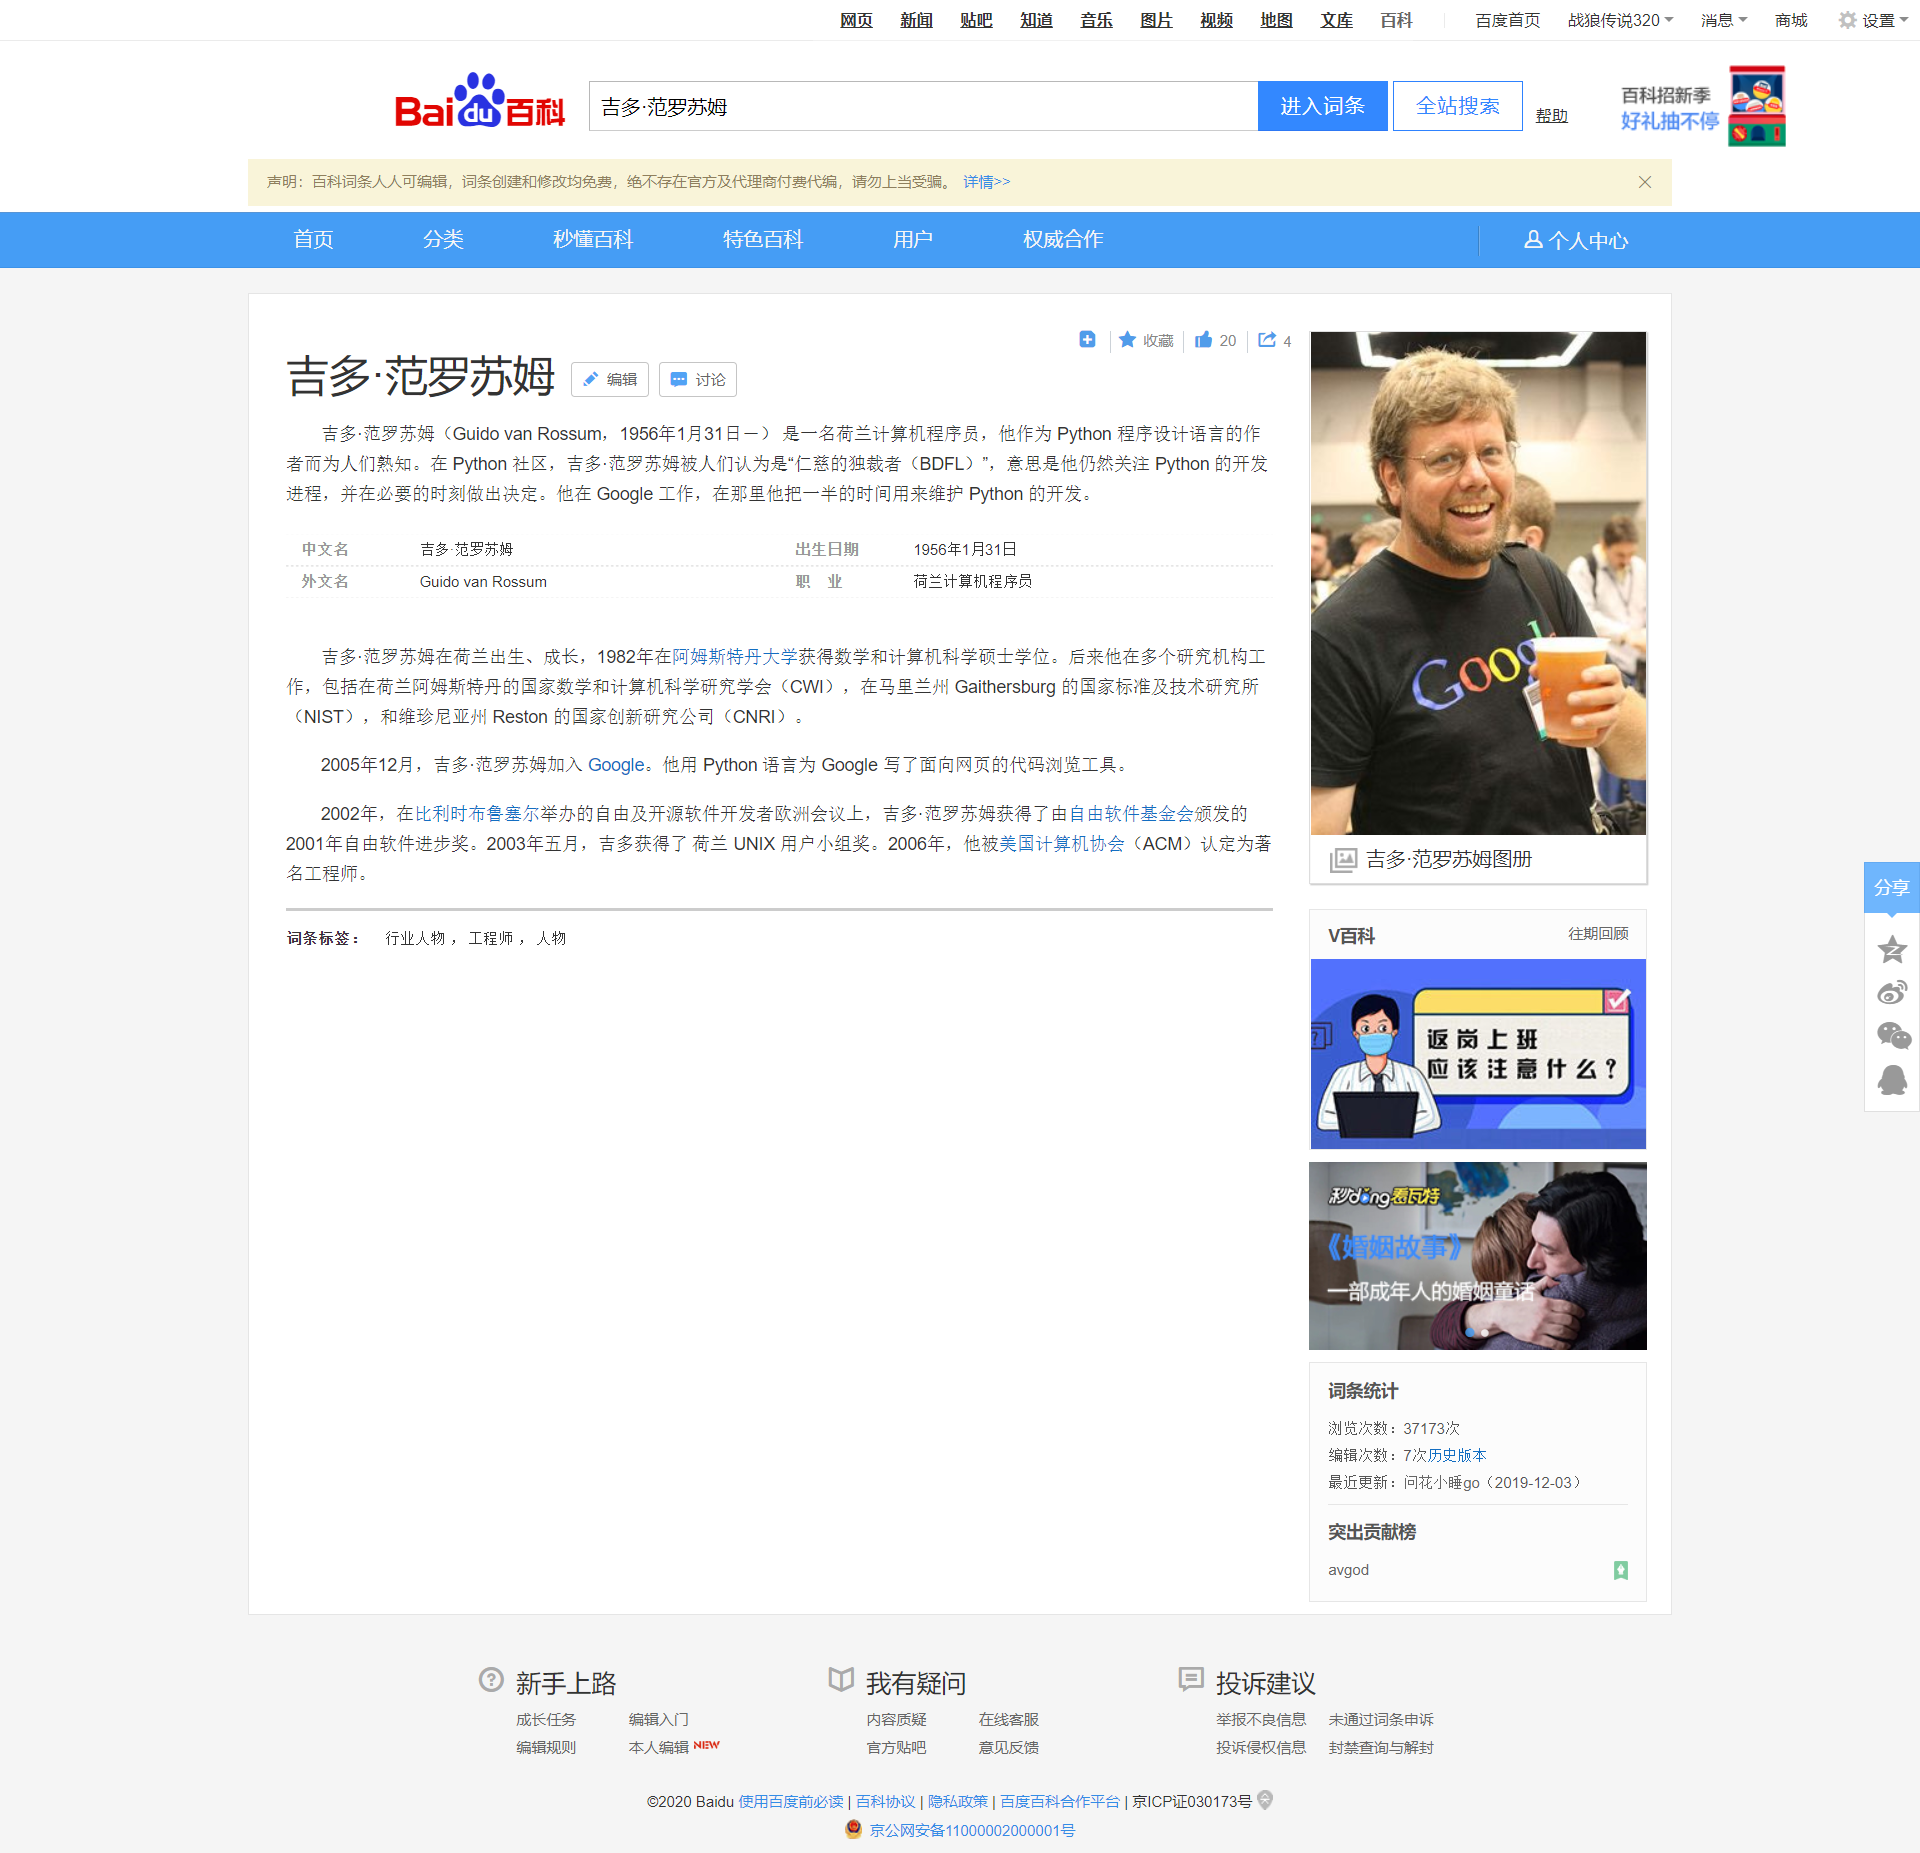 网页 新闻 贴吧 知道 音乐 图片 视频 地图 文库 百科 百度首页 战狼传说320 消息 商城 设置
Bai du 百科
吉多·范罗苏姆
进入词条 全站搜索 帮助
百科招新季
好礼抽不停
声明：百科词条人人可编辑，词条创建和修改均免费，绝不存在官方及代理商付费代编，请勿上当受骗。 详情>>
首页 分类 秒懂百科 特色百科 用户 权威合作 个人中心
收藏 20 4
吉多·范罗苏姆 编辑 讨论
吉多·范罗苏姆（Guido van Rossum，1956年1月31日－） 是一名荷兰计算机程序员，他作为 Python 程序设计语言的作
者而为人们熟知。在 Python 社区，吉多·范罗苏姆被人们认为是“仁慈的独裁者（BDFL）”，意思是他仍然关注 Python 的开发
进程，并在必要的时刻做出决定。他在 Google 工作，在那里他把一半的时间用来维护 Python 的开发。
中文名 吉多·范罗苏姆 出生日期 1956年1月31日
外文名 Guido van Rossum 职 业 荷兰计算机程序员
吉多·范罗苏姆在荷兰出生、成长，1982年在阿姆斯特丹大学获得数学和计算机科学硕士学位。后来他在多个研究机构工
作，包括在荷兰阿姆斯特丹的国家数学和计算机科学研究学会（CWI），在马里兰州 Gaithersburg 的国家标准及技术研究所
（NIST），和维珍尼亚州 Reston 的国家创新研究公司（CNRI）。
2005年12月，吉多·范罗苏姆加入 Google。他用 Python 语言为 Google 写了面向网页的代码浏览工具。
2002年，在比利时布鲁塞尔举办的自由及开源软件开发者欧洲会议上，吉多·范罗苏姆获得了由自由软件基金会颁发的
2001年自由软件进步奖。2003年五月，吉多获得了 荷兰 UNIX 用户小组奖。2006年，他被美国计算机协会（ACM）认定为著
名工程师。
词条标签： 行业人物 ， 工程师 ， 人物
Google
吉多·范罗苏姆图册
V百科 往期回顾
返岗上班
应该注意什么？
秒dong看瓦特
《婚姻故事》
一部成年人的婚姻童话
词条统计
浏览次数：37173次
编辑次数：7次历史版本
最近更新：问花小睡go（2019-12-03）
突出贡献榜
avgod
分享
新手上路
成长任务 编辑入门
编辑规则 本人编辑 NEW
我有疑问
内容质疑 在线客服
官方贴吧 意见反馈
投诉建议
举报不良信息 未通过词条申诉
投诉侵权信息 封禁查询与解封
©2020 Baidu 使用百度前必读 | 百科协议 | 隐私政策 | 百度百科合作平台 | 京ICP证030173号
京公网安备11000002000001号